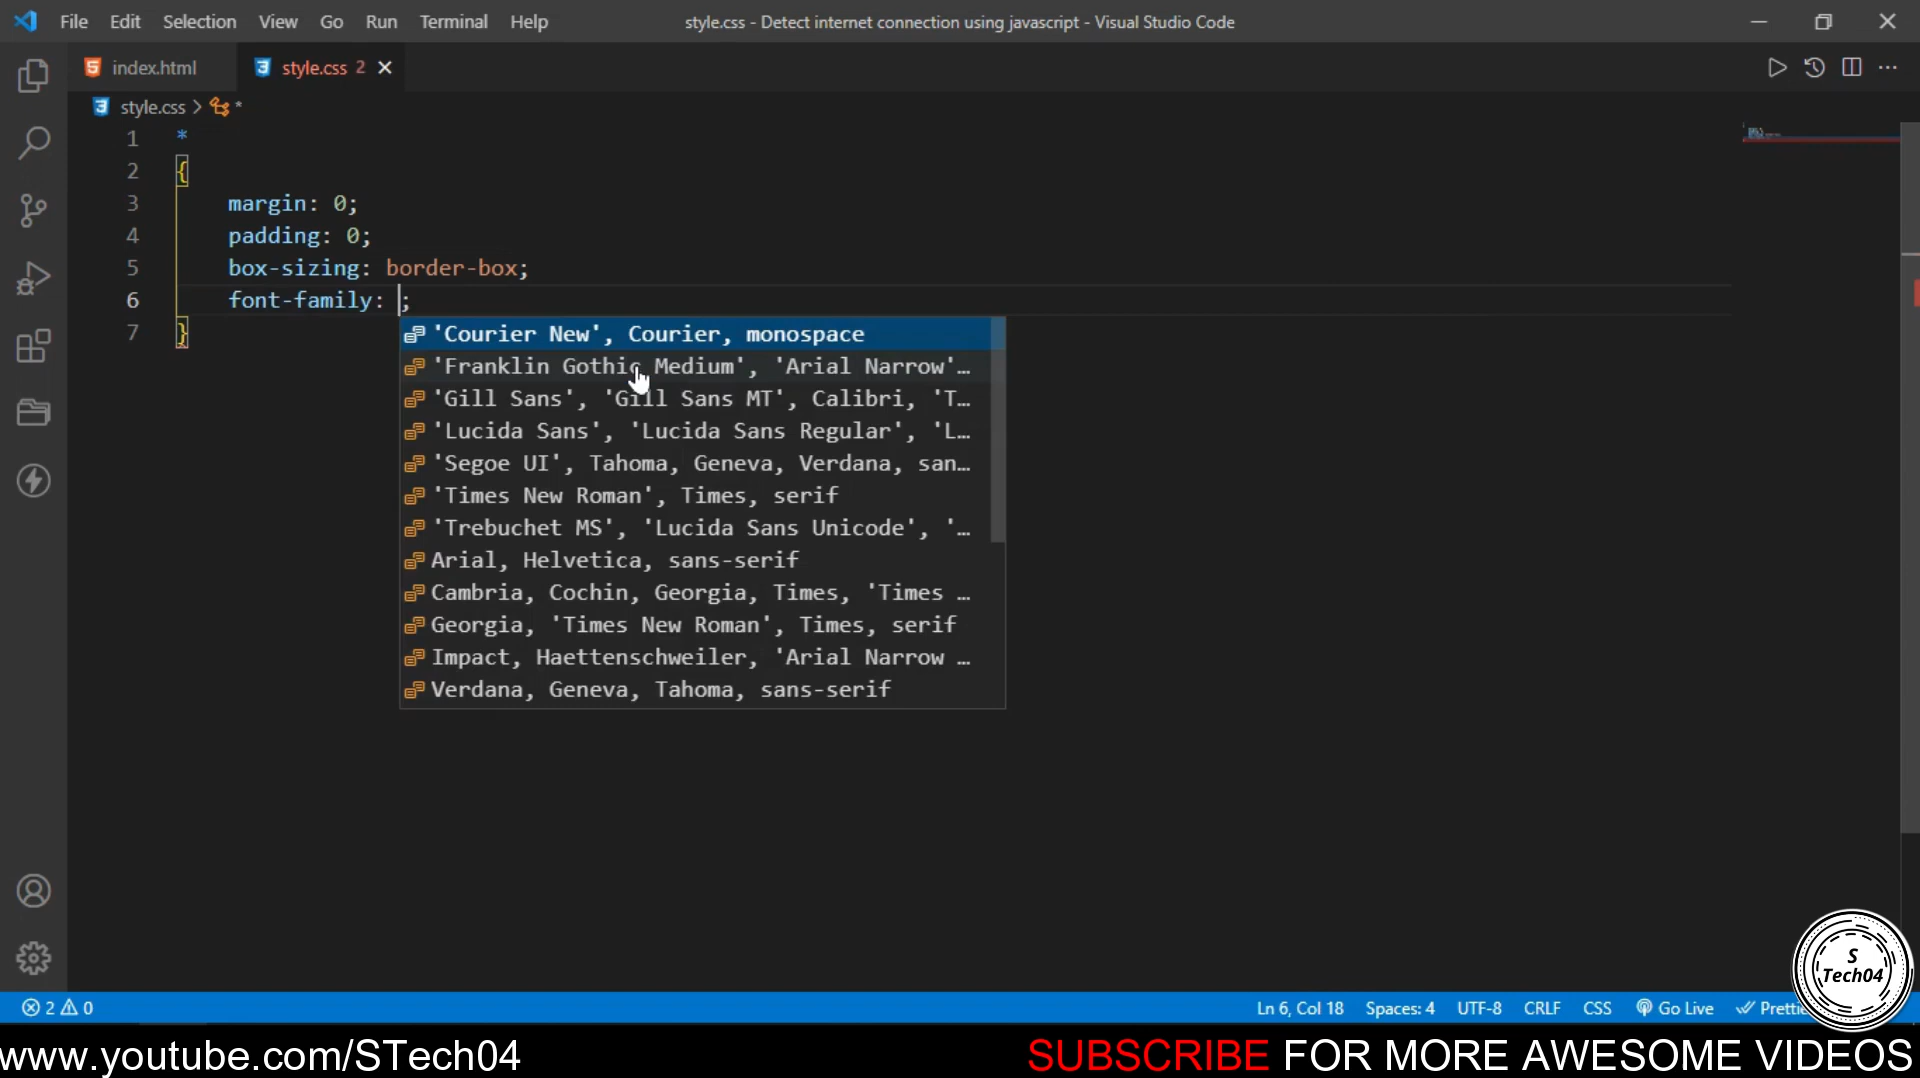 File Edit Selection View Go Run Terminal Help style.css - Detect internet connection using javascript - Visual Studio Code
index.html style.css 2
style.css > *
1 *
2 {
3 margin: 0;
4 padding: 0;
5 box-sizing: border-box;
6 font-family: ;
7 }
'Courier New', Courier, monospace
'Franklin Gothic Medium', 'Arial Narrow'…
'Gill Sans', 'Gill Sans MT', Calibri, 'T…
'Lucida Sans', 'Lucida Sans Regular', 'L…
'Segoe UI', Tahoma, Geneva, Verdana, san…
'Times New Roman', Times, serif
'Trebuchet MS', 'Lucida Sans Unicode', '…
Arial, Helvetica, sans-serif
Cambria, Cochin, Georgia, Times, 'Times …
Georgia, 'Times New Roman', Times, serif
Impact, Haettenschweiler, 'Arial Narrow …
Verdana, Geneva, Tahoma, sans-serif
S
Tech04
2 0 Ln 6, Col 18 Spaces: 4 UTF-8 CRLF CSS Go Live Prettie
www.youtube.com/STech04 SUBSCRIBE FOR MORE AWESOME VIDEOS